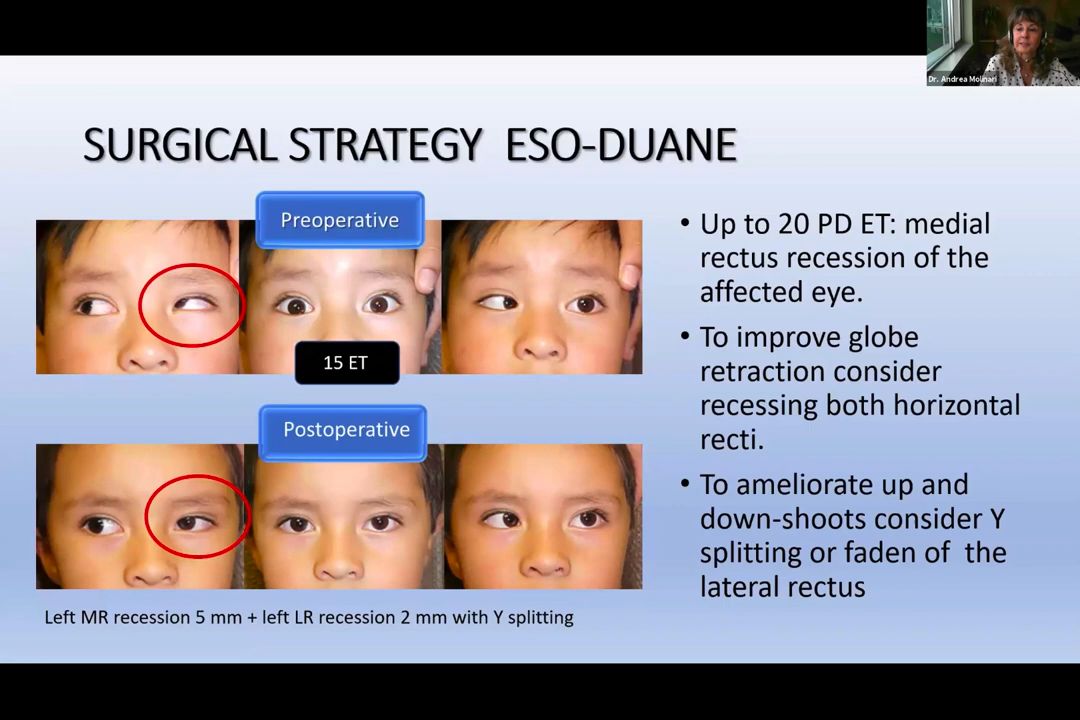 Dr. Andrea Molinari
SURGICAL STRATEGY ESO-DUANE
Preoperative
15 ET
Postoperative
Left MR recession 5 mm + left LR recession 2 mm with Y splitting
• Up to 20 PD ET: medial
rectus recession of the
affected eye.
• To improve globe
retraction consider
recessing both horizontal
recti.
• To ameliorate up and
down-shoots consider Y
splitting or faden of the
lateral rectus